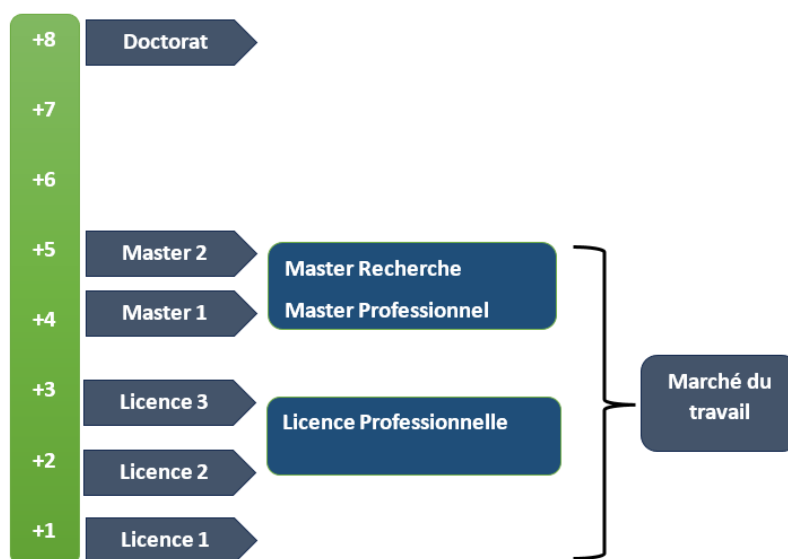 +8
Doctorat
+7
+6
+5
Master 2
Master Recherche
+4
Master 1
Master Professionnel
+3
Licence 3
Licence Professionnelle
Marché du
travail
+2
Licence 2
+1
Licence 1